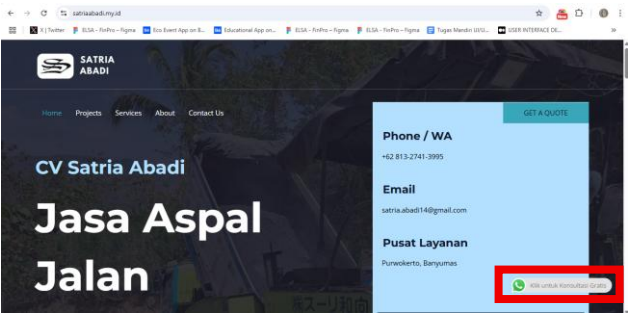 satriaabadi.my.id
X | Twitter
ELSA - FinPro – Figma
Eco Event App on B...
Educational App on...
ELSA - FinPro – Figma
ELSA - FinPro – Figma
Tugas Mandiri UI/U...
USER INTERFACE DE...
SATRIA
ABADI
Home Projects Services About Contact Us
GET A QUOTE
CV Satria Abadi
Jasa Aspal
Jalan
Phone / WA
+62 813-2741-3995
Email
satria.abadi14@gmail.com
Pusat Layanan
Purwokerto, Banyumas
Klik untuk Konsultasi Gratis